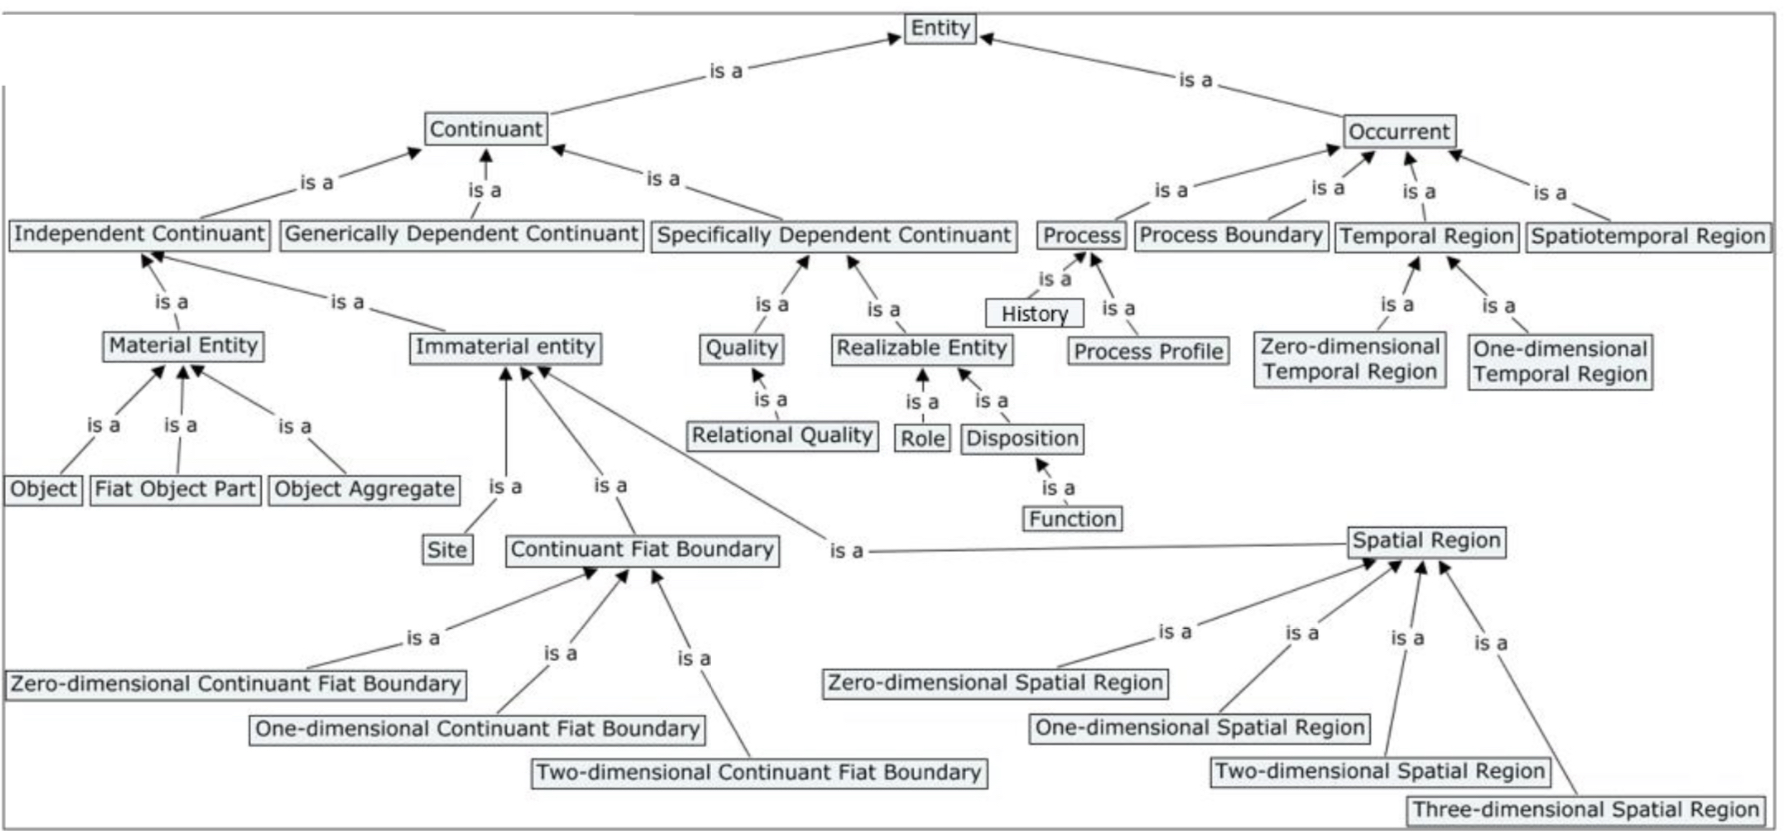 Entity
is a
is a
Continuant
Occurrent
is a
is a
is a
is a
is a
is a
is a
Independent Continuant
Generically Dependent Continuant
Specifically Dependent Continuant
Process
Process Boundary
Temporal Region
Spatiotemporal Region
is a
is a
is a
is a
is a
is a
is a
is a
History
Material Entity
Immaterial entity
Quality
Realizable Entity
Process Profile
Zero-dimensional
Temporal Region
One-dimensional
Temporal Region
is a
is a
is a
is a
is a
is a
Relational Quality
Role
Disposition
Object
Fiat Object Part
Object Aggregate
is a
is a
is a
Function
Site
Continuant Fiat Boundary
is a
Spatial Region
is a
is a
is a
is a
is a
is a
is a
Zero-dimensional Continuant Fiat Boundary
Zero-dimensional Spatial Region
One-dimensional Continuant Fiat Boundary
One-dimensional Spatial Region
Two-dimensional Continuant Fiat Boundary
Two-dimensional Spatial Region
Three-dimensional Spatial Region